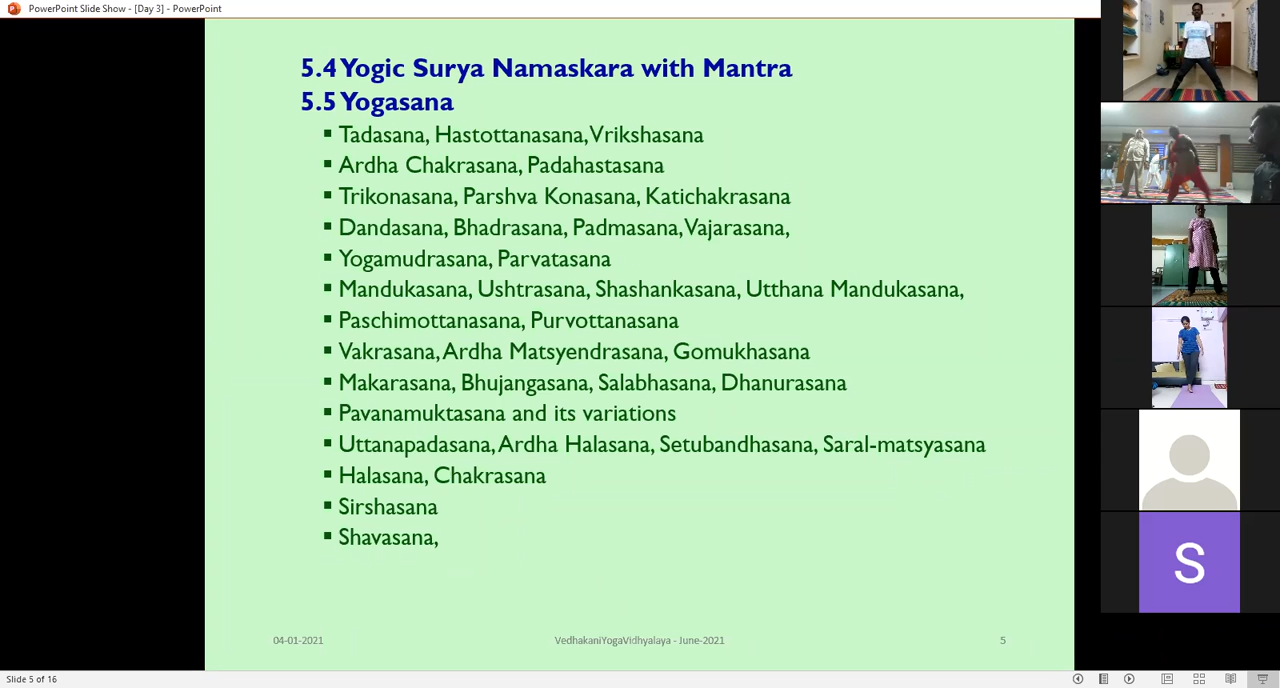 PowerPoint Slide Show - [Day 3] - PowerPoint
5.4 Yogic Surya Namaskara with Mantra
5.5 Yogasana
▪ Tadasana, Hastottanasana, Vrikshasana
▪ Ardha Chakrasana, Padahastasana
▪ Trikonasana, Parshva Konasana, Katichakrasana
▪ Dandasana, Bhadrasana, Padmasana, Vajarasana,
▪ Yogamudrasana, Parvatasana
▪ Mandukasana, Ushtrasana, Shashankasana, Utthana Mandukasana,
▪ Paschimottanasana, Purvottanasana
▪ Vakrasana, Ardha Matsyendrasana, Gomukhasana
▪ Makarasana, Bhujangasana, Salabhasana, Dhanurasana
▪ Pavanamuktasana and its variations
▪ Uttanapadasana, Ardha Halasana, Setubandhasana, Saral-matsyasana
▪ Halasana, Chakrasana
▪ Sirshasana
▪ Shavasana,
04-01-2021 VedhakaniYogaVidhyalaya - June-2021 5
S
Slide 5 of 16